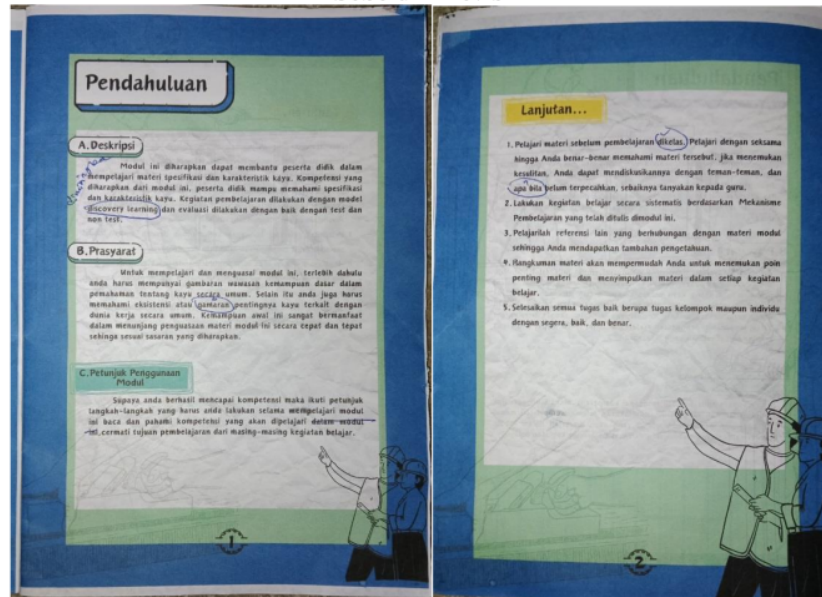 Pendahuluan
A. Deskripsi
Modul ini diharapkan dapat membantu peserta didik dalam
mempelajari materi spesifikasi dan karakteristik kayu. Kompetensi yang
diharapkan dari modul ini, peserta didik mampu memahami spesifikasi
dan karakteristik kayu. Kegiatan pembelajaran dilakukan dengan model
discovery learning dan evaluasi dilakukan dengan baik dengan test dan
non test.
B. Prasyarat
Untuk mempelajari dan menguasai modul ini, terlebih dahulu
anda harus mempunyai gambaran wawasan kemampuan dasar dalam
pemahaman tentang kayu secara umum. Selain itu anda juga harus
memahami eksistensi atau gamaran pentingnya kayu terkait dengan
dunia kerja secara umum. Kemampuan awal ini sangat bermanfaat
dalam menunjang penguasaan materi modul ini secara cepat dan tepat
sehinga sesuai sasaran yang diharapkan.
C. Petunjuk Penggunaan
Modul
Supaya anda berhasil mencapai kompetensi maka ikuti petunjuk
langkah-langkah yang harus anda lakukan selama mempelajari modul
ini baca dan pahami kompetensi yang akan dipelajari dalam modul
ini,cermati tujuan pembelajaran dari masing-masing kegiatan belajar.
1
Lanjutan...
1. Pelajari materi sebelum pembelajaran dikelas. Pelajari dengan seksama
hingga Anda benar-benar memahami materi tersebut, jika menemukan
kesulitan, Anda dapat mendiskusikannya dengan teman-teman, dan
apa bila belum terpecahkan, sebaiknya tanyakan kepada guru.
2. Lakukan kegiatan belajar secara sistematis berdasarkan Mekanisme
Pembelajaran yang telah ditulis dimodul ini.
3. Pelajarilah referensi lain yang berhubungan dengan materi modul
sehingga Anda mendapatkan tambahan pengetahuan.
4. Rangkuman materi akan mempermudah Anda untuk menemukan poin
penting materi dan menyimpulkan materi dalam setiap kegiatan
belajar.
5. Selesaikan semua tugas baik berupa tugas kelompok maupun individu
dengan segera, baik, dan benar.
2